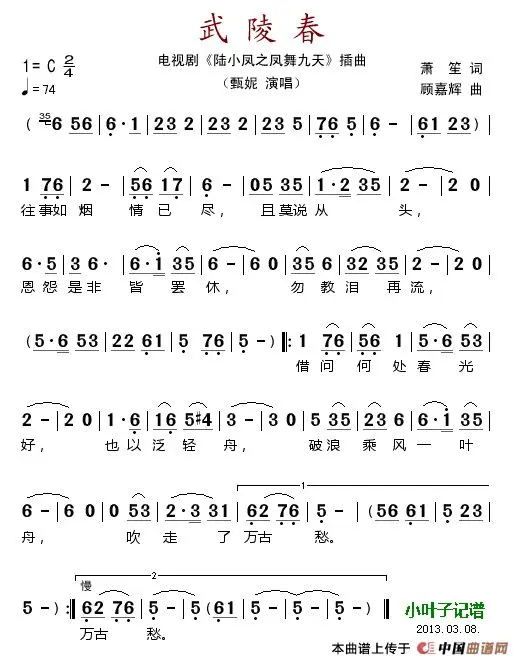 武陵春
电视剧《陆小凤之凤舞九天》插曲
（甄妮 演唱）
1= C 2/4
♩= 74
萧 笙 词
顾嘉辉 曲
( 35 6 56 | 6 · 1 | 23 2 | 23 2 | 23 5 | 76 5 | 6 - | 61 23 )
1 76 | 2 - | 56 17 | 6 - | 05 35 | 1·2 35 | 2 - | 2 0 |
往事如 烟 情 已 尽， 且莫说 从 头，
6 · 5 | 3 6 · | 6·1 35 | 6 - | 60 35 | 32 35 | 2 - | 2 0 |
恩 怨 是 非 皆 罢 休， 勿 教 泪 再 流，
( 5·6 53 | 22 61 | 5 76 | 5 - ) ‖: 1 76 | 56 1 | 5·6 53 |
借 问 何 处 春 光
2 - | 2 0 | 1 · 6 | 16 5#4 | 3 - | 3 0 | 5 35 | 23 6 | 6·1 35 |
好， 也 以 泛 轻 舟， 破 浪 乘 风 一 叶
1
6 - | 6 0 | 0 53 | 2·3 31 | 62 76 | 5 - | (56 61 | 5 23 |
舟， 吹 走 了 万古 愁。
慢
2
5 - ) :‖ 62 76 | 5 - | 5 - | 5 - | 5 0 ‖
万古 愁。
小叶子记谱
2013.03.08.
本曲谱上传于 中国曲谱网